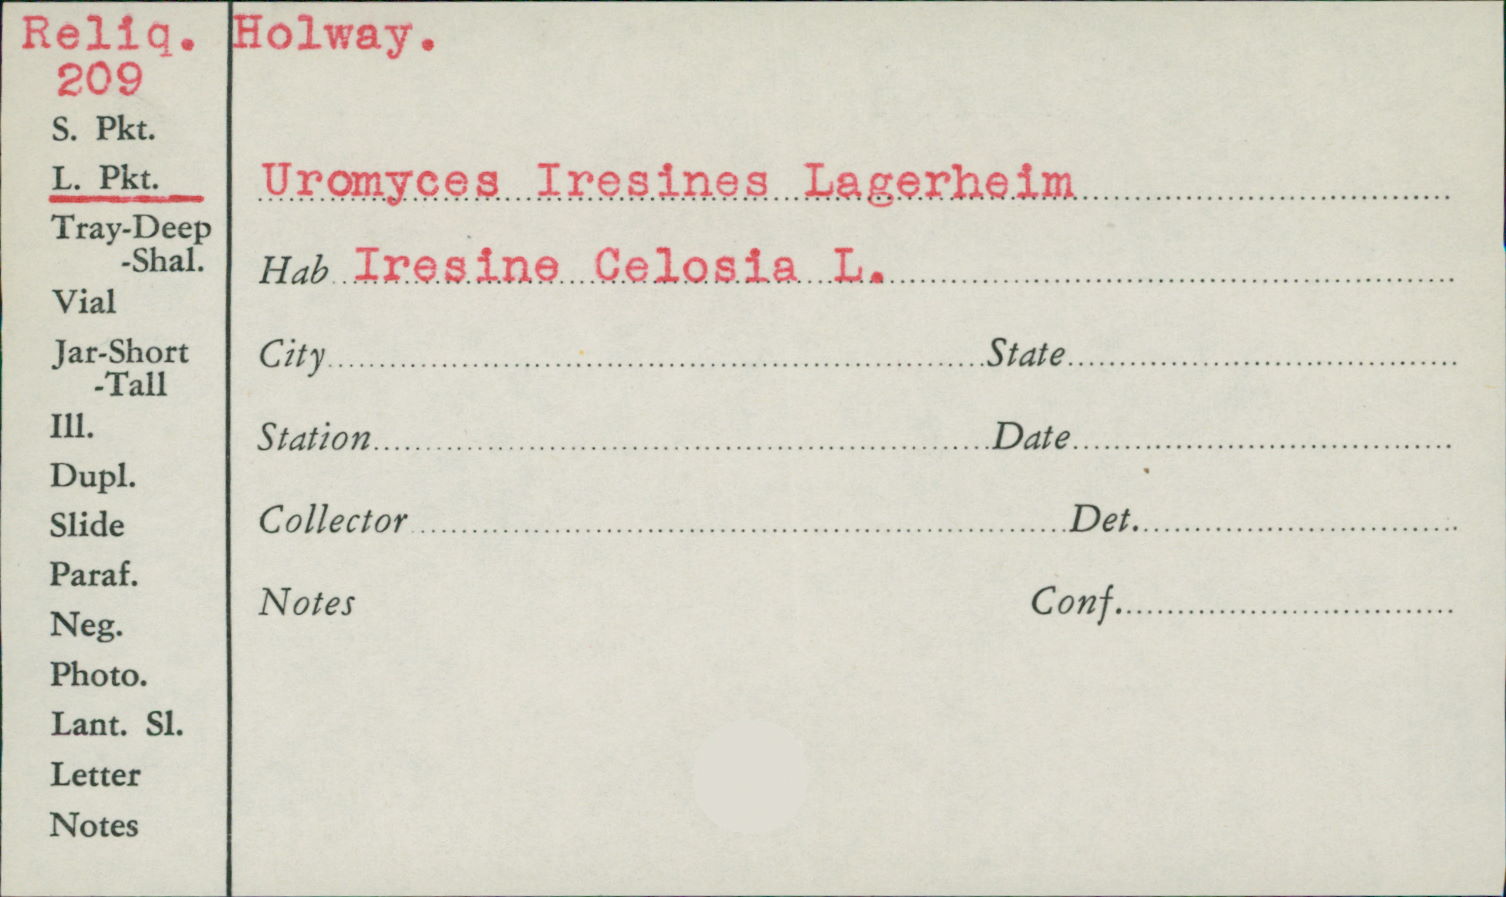 Reliq. Holway.
209
S. Pkt.
L. Pkt.
Tray-Deep
-Shal.
Vial
Jar-Short
-Tall
Ill.
Dupl.
Slide
Paraf.
Neg.
Photo.
Lant. Sl.
Letter
Notes
Uromyces Iresines Lagerheim
Hab Iresine Celosia L.
City State
Station Date
Collector Det.
Notes Conf.